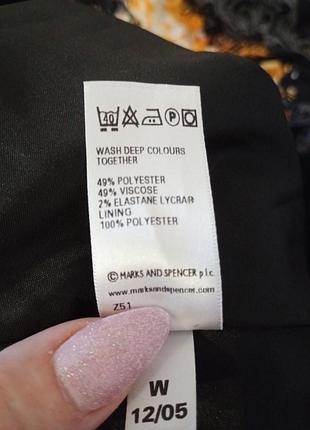 40 P
WASH DEEP COLOURS
TOGETHER
49% POLYESTER
49% VISCOSE
2% ELASTANE LYCRA®
LINING
100% POLYESTER
©MARKS AND SPENCER p.l.c.
www.marksandspencer.com
Z51
W
12/05